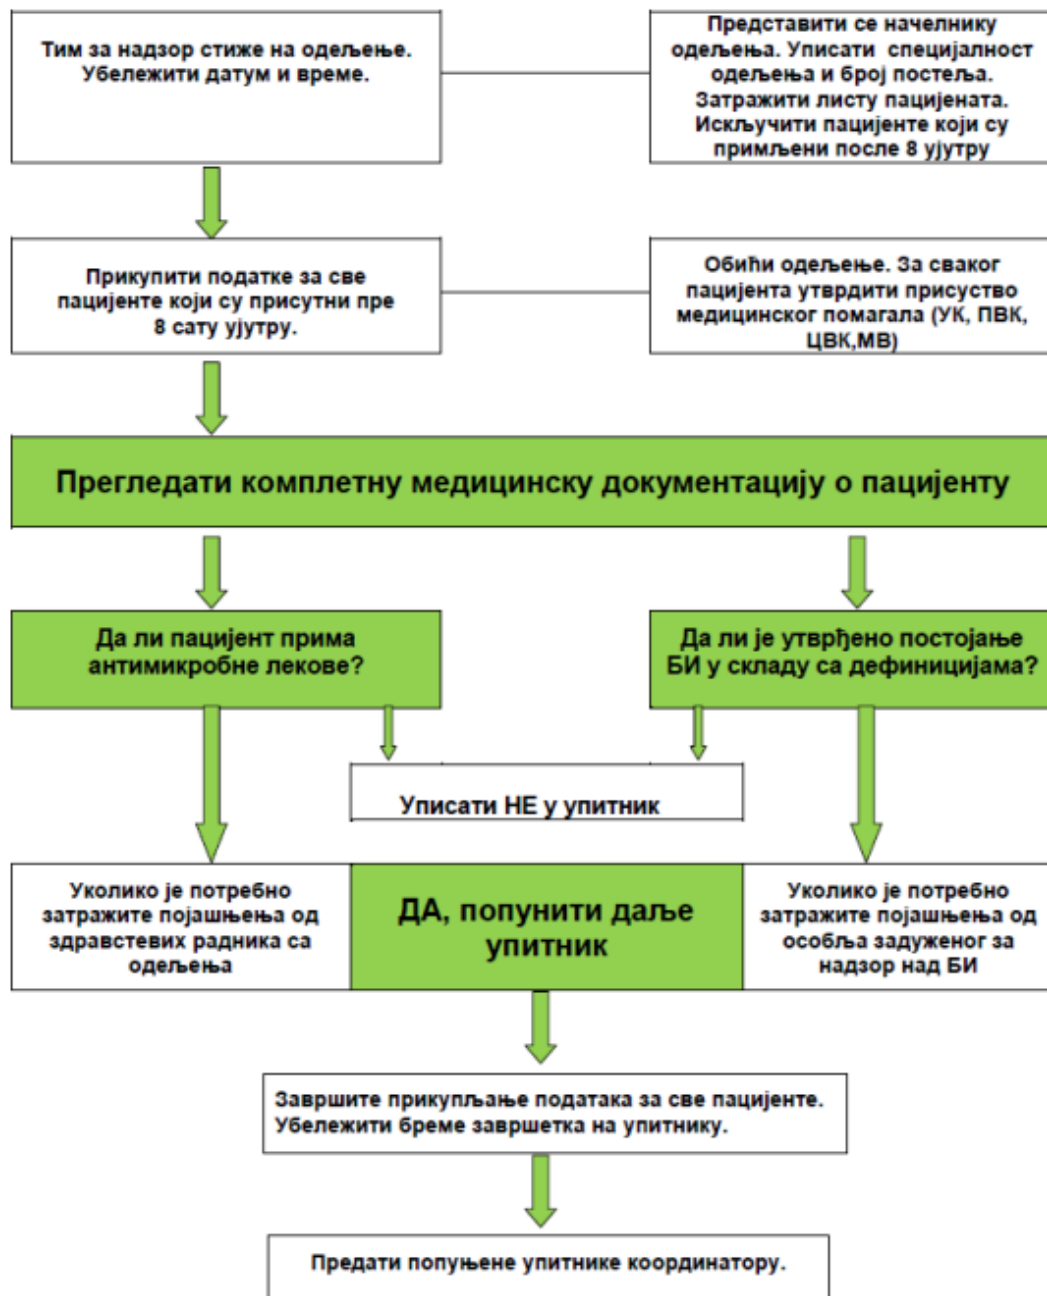 Тим за надзор стиже на одељење.
Убележити датум и време.
Представити се начелнику
одељења. Уписати специјалност
одељења и број постеља.
Затражити листу пацијената.
Искључити пацијенте који су
примљени после 8 ујутру
Прикупити податке за све
пацијенте који су присутни пре
8 сату ујутру.
Обићи одељење. За сваког
пацијента утврдити присуство
медицинског помагала (УК, ПВК,
ЦВК,МВ)
Прегледати комплетну медицинску документацију о пацијенту
Да ли пацијент прима
антимикробне лекове?
Да ли је утврђено постојање
БИ у складу са дефиницијама?
Уписати НЕ у упитник
Уколико је потребно
затражите појашњења од
здравствених радника са
одељења
ДА, попунити даље
упитник
Уколико је потребно
затражите појашњења од
особља задуженог за
надзор над БИ
Завршите прикупљање података за све пацијенте.
Убележити бреме завршетка на упитнику.
Предати попуњене упитнике координатору.